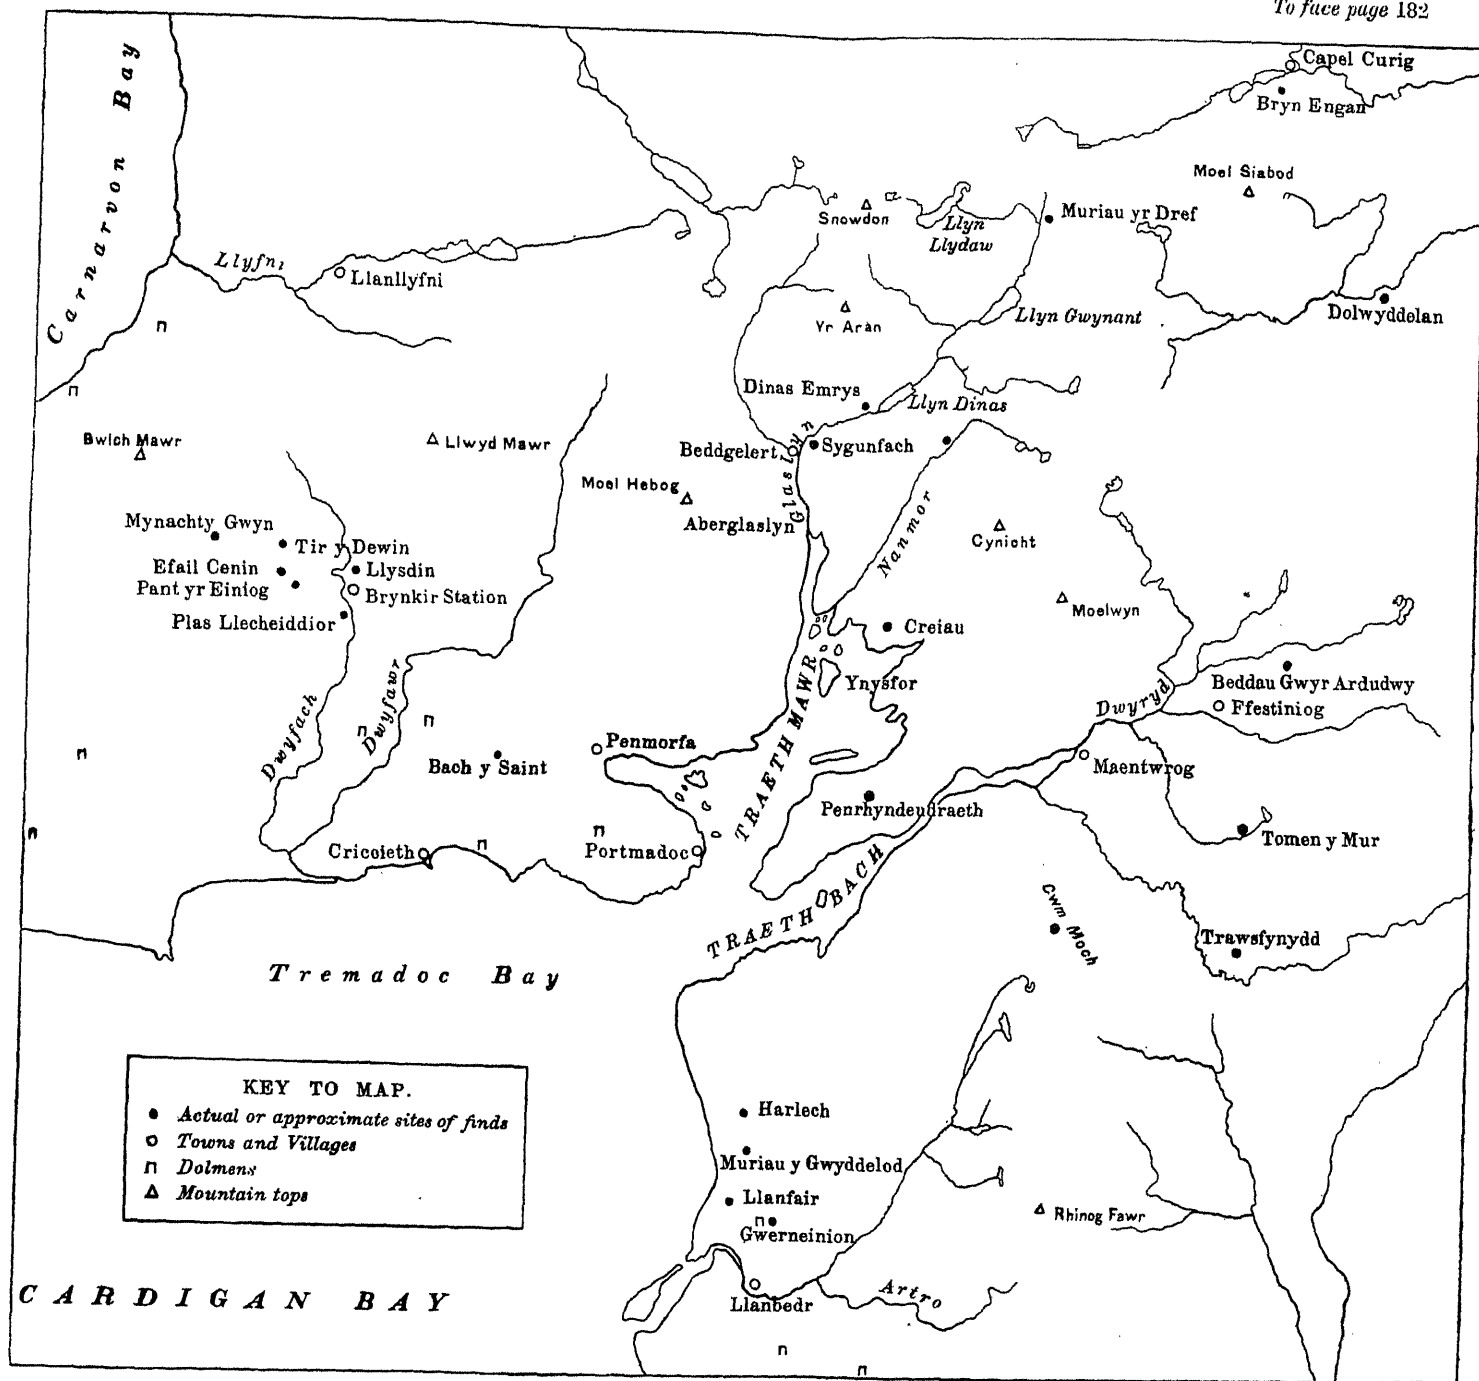 To face page 182
Carnarvon Bay
Capel Curig
Bryn Engan
Moel Siabod
Snowdon
Llyn
Llydaw
Muriau yr Dref
Llyfni
Llanllyfni
Yr Aran
Llyn Gwynant
Dolwyddelan
Dinas Emrys
Llyn Dinas
Bwlch Mawr
Llwyd Mawr
Beddgelert
Sygunfach
Glaslyn
Moel Hebog
Aberglaslyn
Nanmor
Cynicht
Mynachty Gwyn
Tir y Dewin
Efail Cenin
Llysdin
Pant yr Einiog
Brynkir Station
Plas Llecheiddior
Moelwyn
Creiau
Ynysfor
Beddau Gwyr Ardudwy
Ffestiniog
Dwyryd
Dwyfach
Dwyfawr
Penmorfa
Bach y Saint
TRAETH MAWR
Maentwrog
Penrhyndeudraeth
Tomen y Mur
Cricoieth
Portmadoc
TRAETH BACH
Cwm Moch
Trawsfynydd
Tremadoc Bay
KEY TO MAP.
Actual or approximate sites of finds
Towns and Villages
Dolmens
Mountain tops
Harlech
Muriau y Gwyddelod
Llanfair
Gwerneinion
Rhinog Fawr
Llanbedr
Artro
CARDIGAN BAY